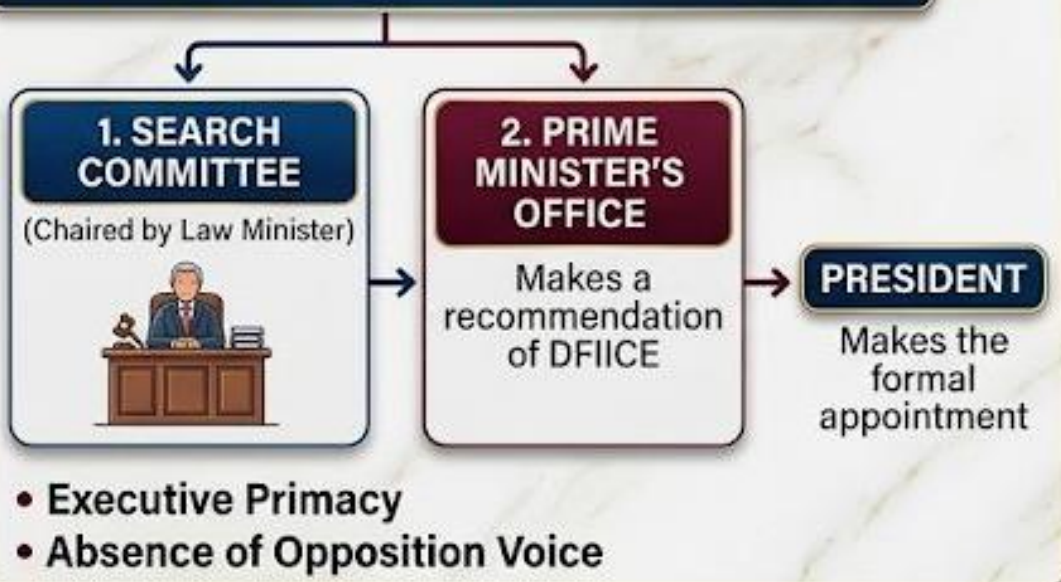 1. SEARCH
COMMITTEE
(Chaired by Law Minister)
2. PRIME
MINISTER'S
OFFICE
Makes a
recommendation
of DFIICE
PRESIDENT
Makes the
formal
appointment
• Executive Primacy
• Absence of Opposition Voice